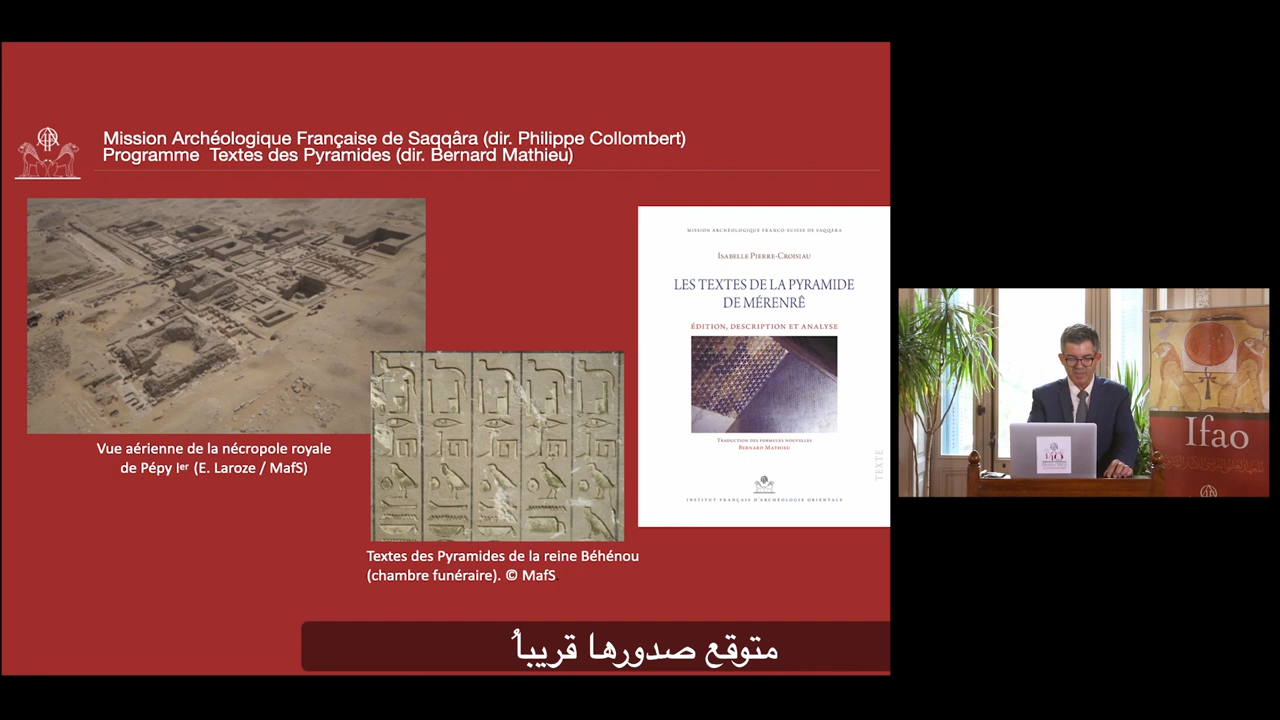 Mission Archéologique Française de Saqqâra (dir. Philippe Collombert)
Programme Textes des Pyramides (dir. Bernard Mathieu)
Vue aérienne de la nécropole royale
de Pépy Iᵉʳ (E. Laroze / MafS)
Textes des Pyramides de la reine Béhénou
(chambre funéraire). © MafS
MISSION ARCHÉOLOGIQUE FRANCO-SUISSE DE SAQQÂRA
ISABELLE PIERRE-CROISIAU
LES TEXTES DE LA PYRAMIDE
DE MÉRENRÊ
ÉDITION, DESCRIPTION ET ANALYSE
TRADUCTION DES FORMULES NOUVELLES
BERNARD MATHIEU
TEXTE
INSTITUT FRANÇAIS D'ARCHÉOLOGIE ORIENTALE
متوقع صدورها قريباً
Ifao